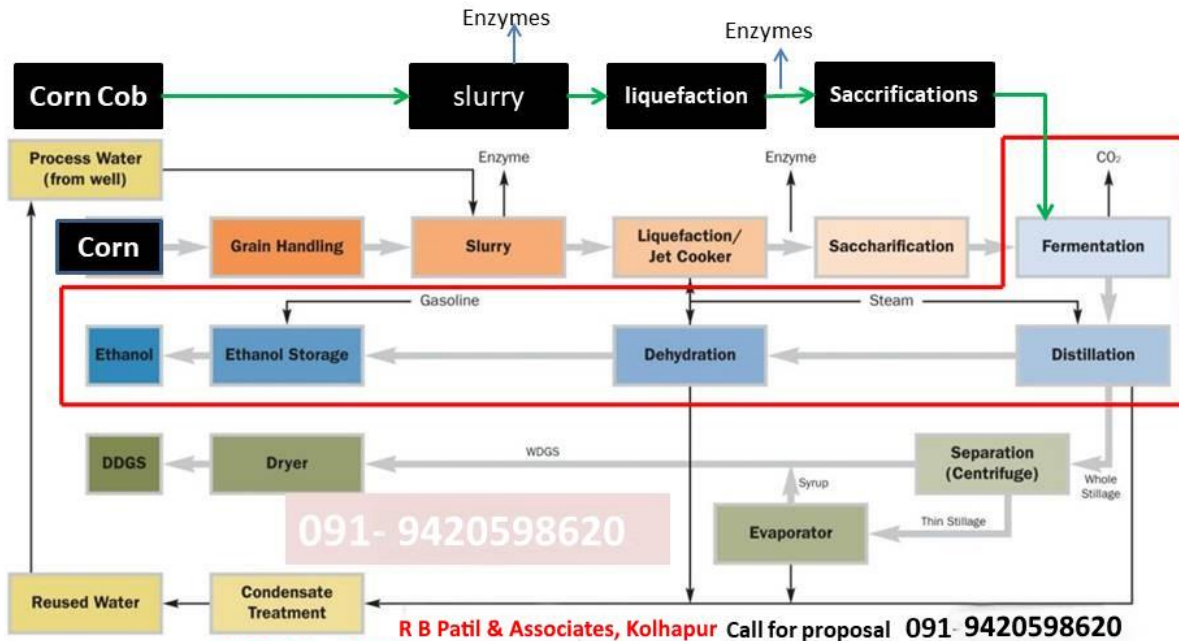 Enzymes
Enzymes
Corn Cob
slurry
liquefaction
Saccrifications
Process Water
(from well)
Enzyme
Enzyme
CO₂
Corn
Grain Handling
Slurry
Liquefaction/
Jet Cooker
Saccharification
Fermentation
Gasoline
Steam
Ethanol
Ethanol Storage
Dehydration
Distillation
DDGS
Dryer
WDGS
Separation
(Centrifuge)
Whole
Stillage
Syrup
Thin Stillage
Evaporator
091- 9420598620
Reused Water
Condensate
Treatment
R B Patil & Associates, Kolhapur Call for proposal 091- 9420598620